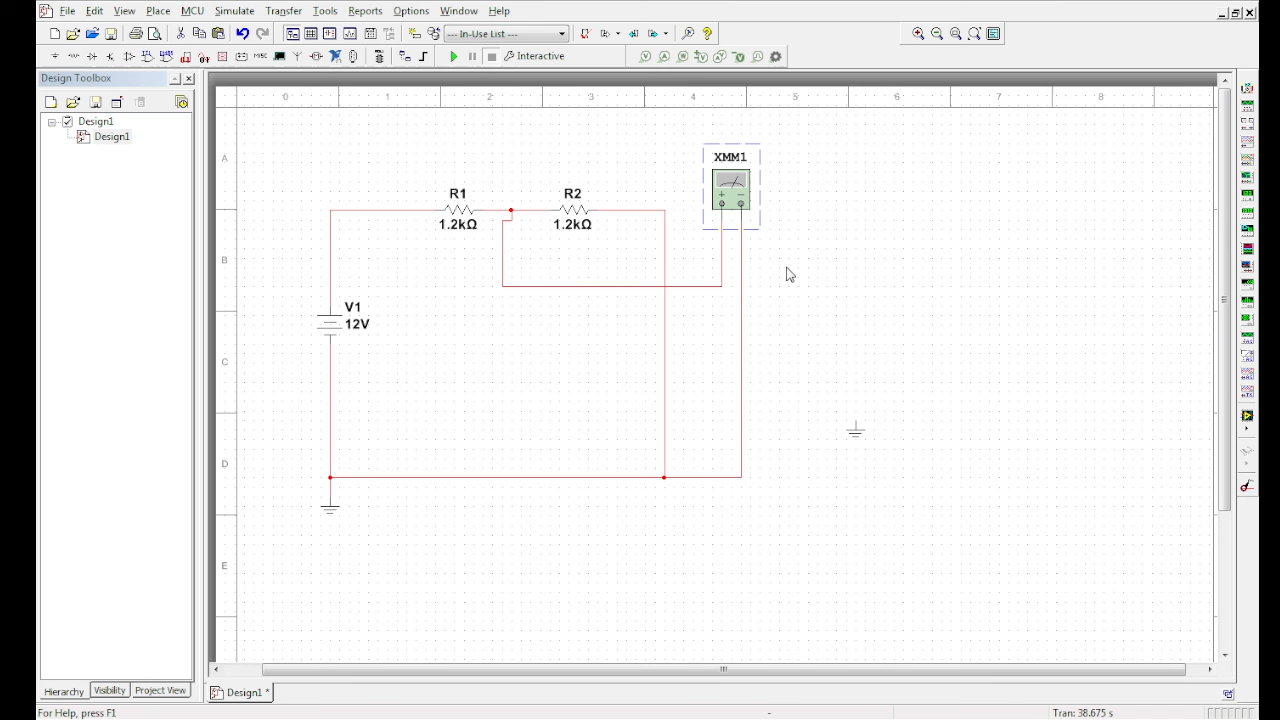 File Edit View Place MCU Simulate Transfer Tools Reports Options Window Help
--- In-Use List ---
Interactive
Design Toolbox
Design1
Design1
0 1 2 3 4 5 6 7 8
A
B
C
D
E
XMM1
R1
1.2kΩ
R2
1.2kΩ
V1
12V
Hierarchy Visibility Project View
Design1 *
For Help, press F1
-
Tran: 38.675 s